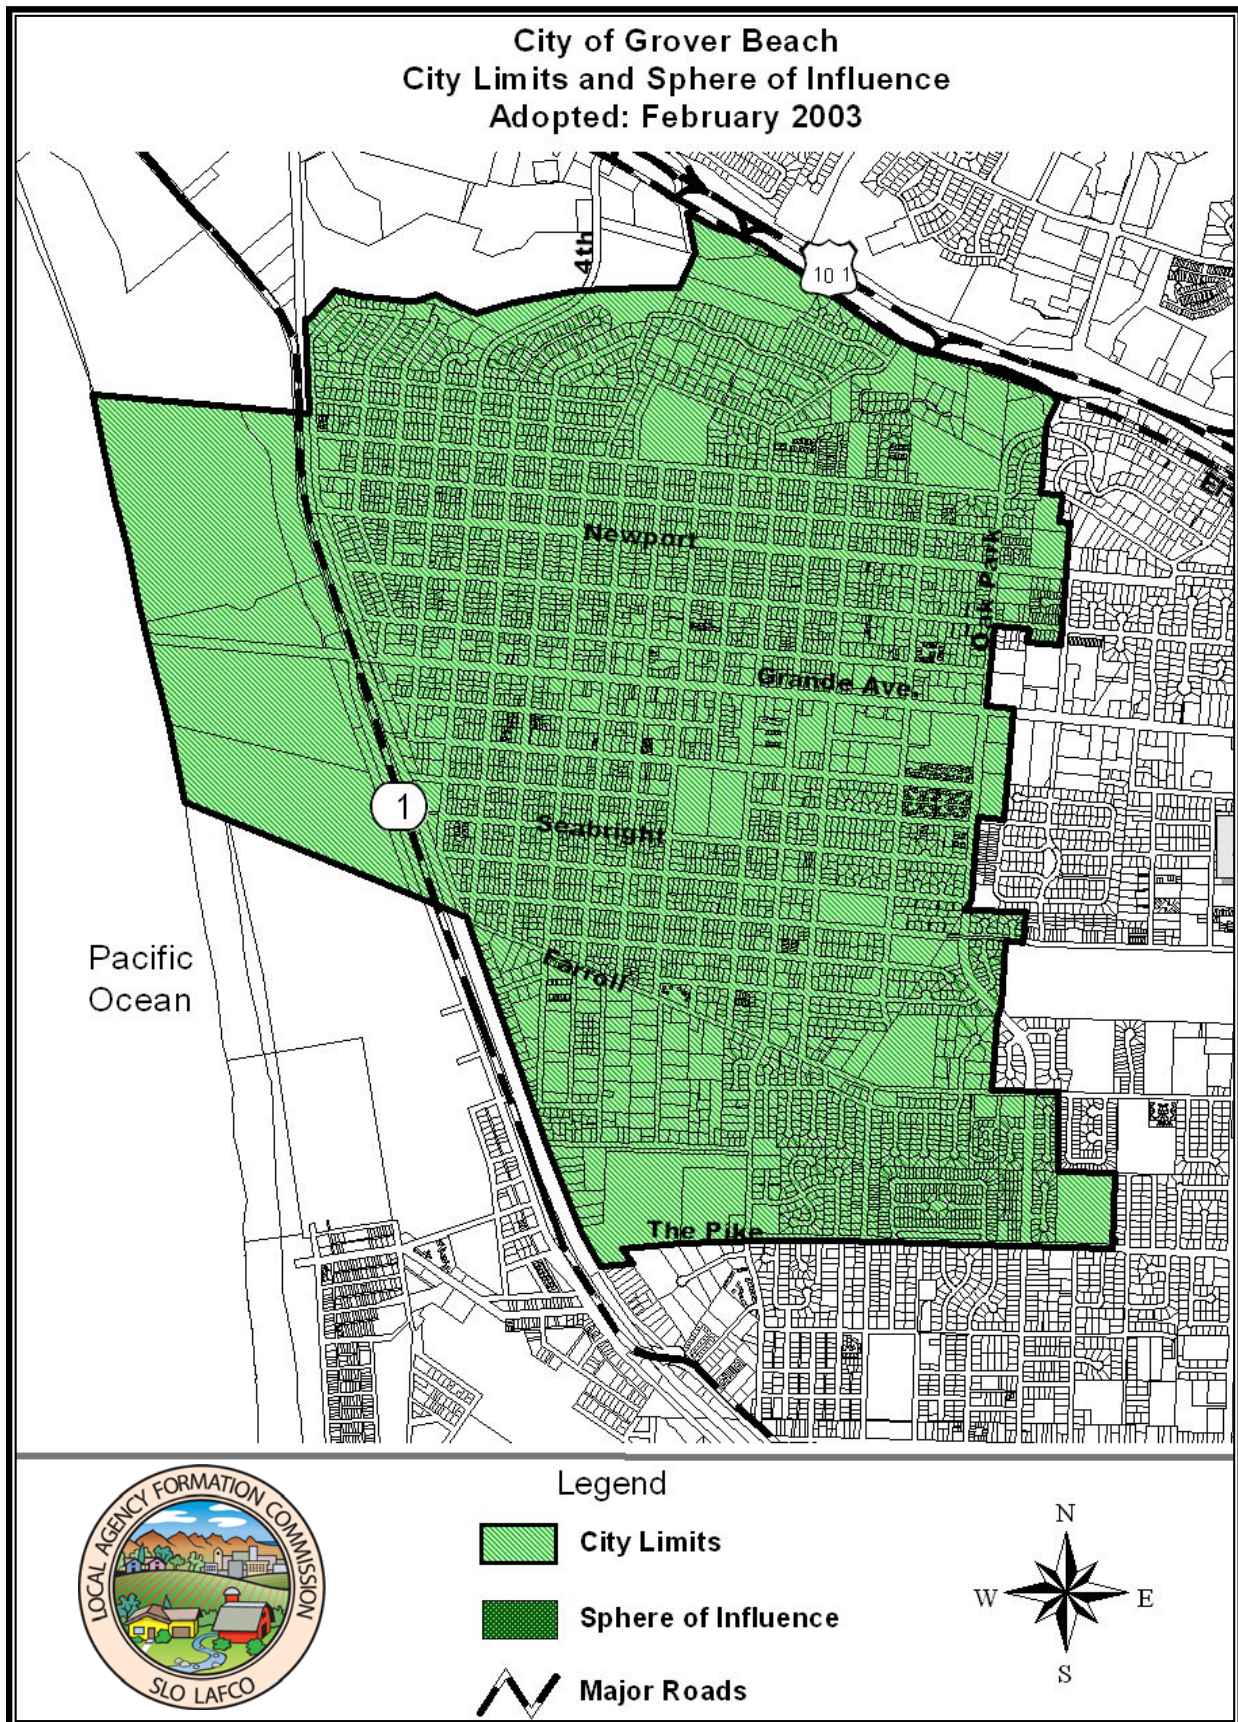 City of Grover Beach
City Limits and Sphere of Influence
Adopted: February 2003
4th
10 1
Newport
Oak Park
Grande Ave.
1
Seabright
Pacific
Ocean
Farroll
The Pike
Legend
City Limits
Sphere of Influence
Major Roads
LOCAL AGENCY FORMATION COMMISSION
SLO LAFCO
N
W
E
S